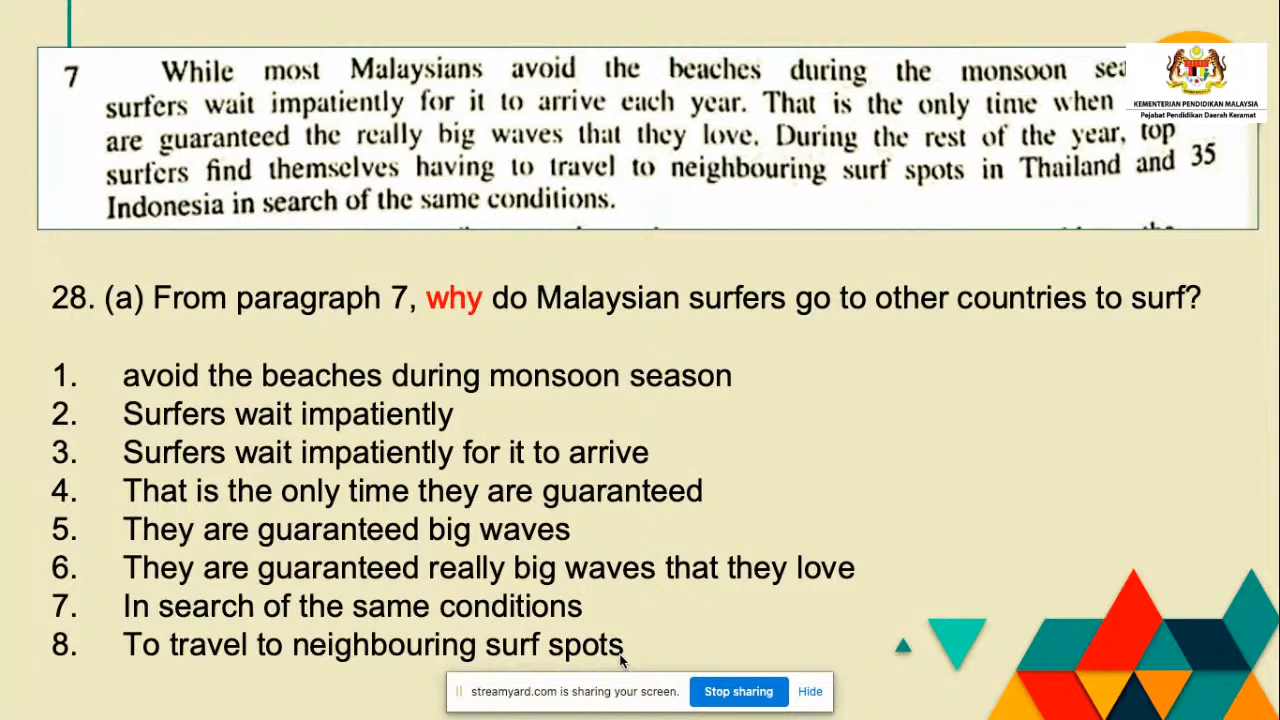 7 While most Malaysians avoid the beaches during the monsoon
surfers wait impatiently for it to arrive each year. That is the only time when
are guaranteed the really big waves that they love. During the rest of the year, top
surfers find themselves having to travel to neighbouring surf spots in Thailand and 35
Indonesia in search of the same conditions.
KEMENTERIAN PENDIDIKAN MALAYSIA
Pejabat Pendidikan Daerah Keramat
28. (a) From paragraph 7, why do Malaysian surfers go to other countries to surf?
1. avoid the beaches during monsoon season
2. Surfers wait impatiently
3. Surfers wait impatiently for it to arrive
4. That is the only time they are guaranteed
5. They are guaranteed big waves
6. They are guaranteed really big waves that they love
7. In search of the same conditions
8. To travel to neighbouring surf spots
streamyard.com is sharing your screen. Stop sharing Hide